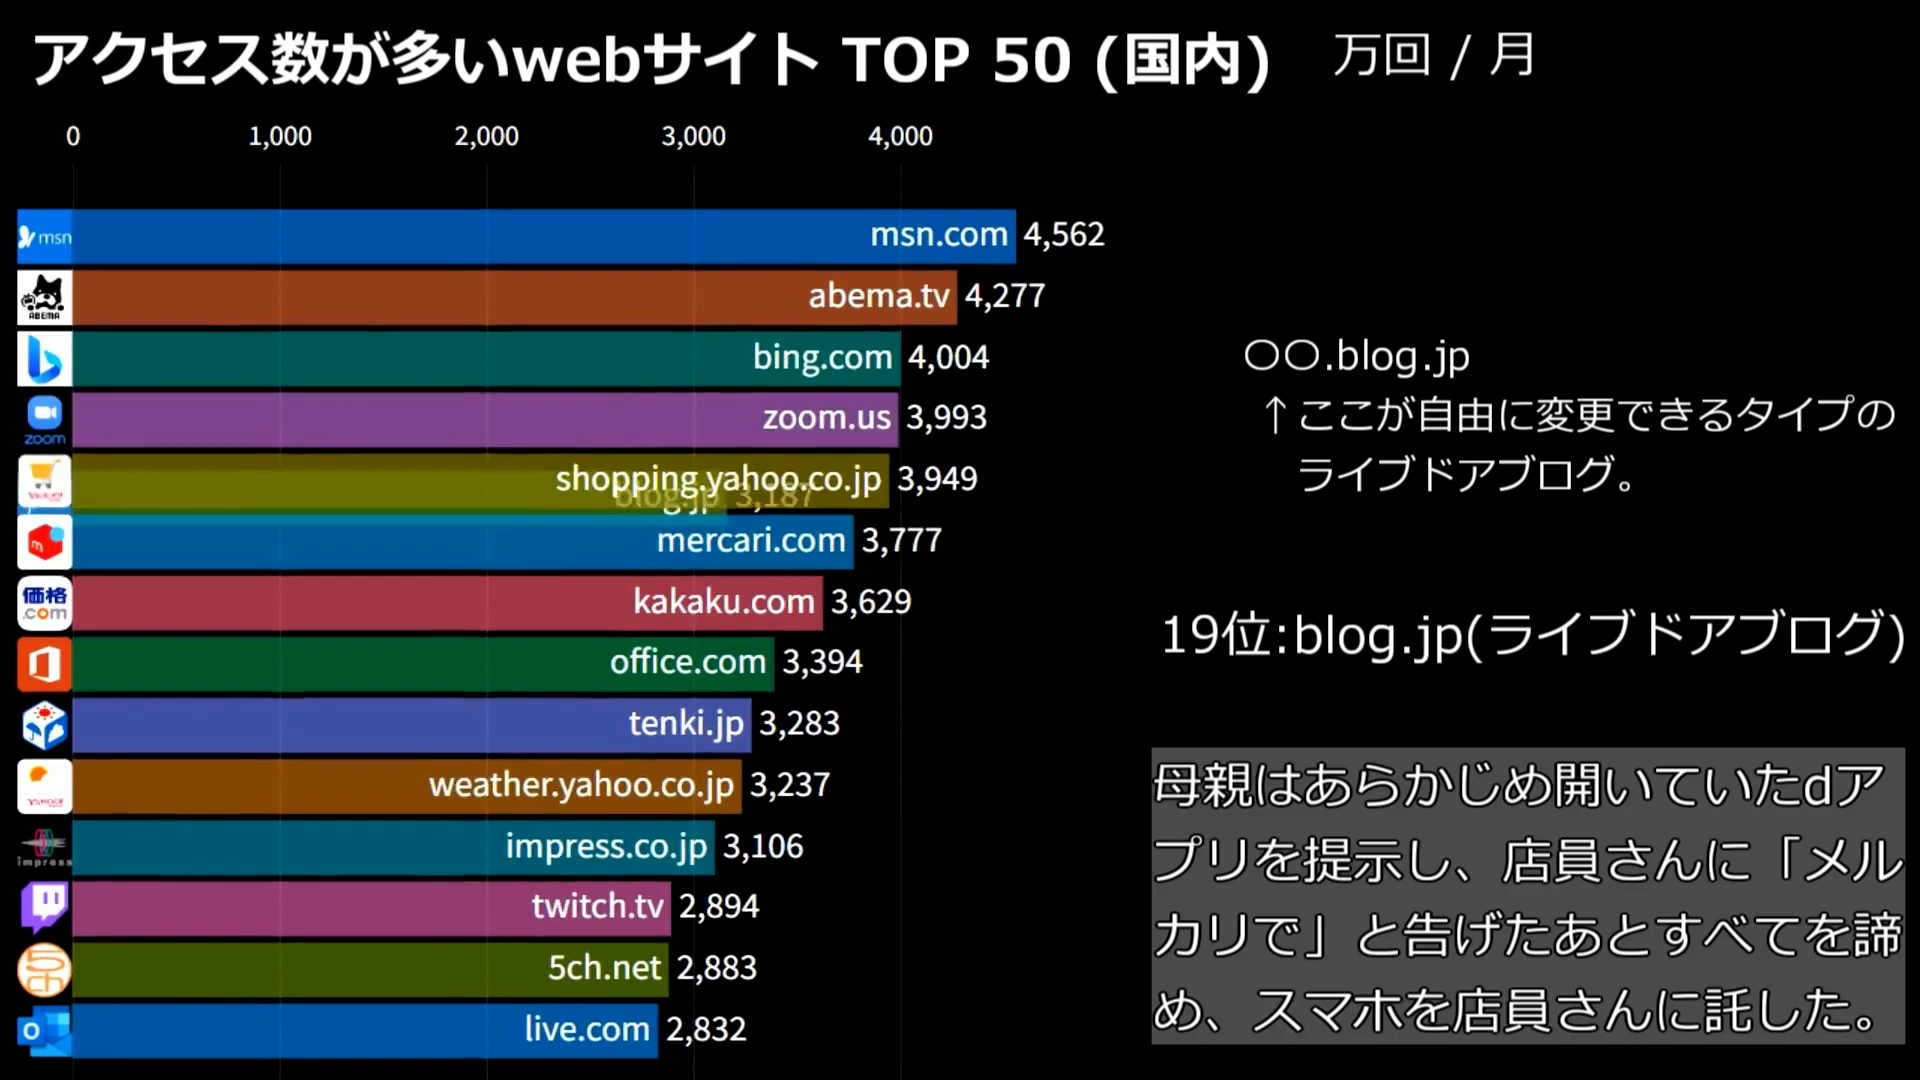 アクセス数が多いwebサイト TOP 50 (国内) 万回 / 月
0 1,000 2,000 3,000 4,000
msn msn.com 4,562
ABEMA abema.tv 4,277
bing.com 4,004
zoom zoom.us 3,993
YAHOO! shopping.yahoo.co.jp 3,949
blog.jp 3,187
m mercari.com 3,777
価格.com kakaku.com 3,629
office.com 3,394
tenki.jp 3,283
YAHOO! weather.yahoo.co.jp 3,237
impress impress.co.jp 3,106
twitch.tv 2,894
5ch 5ch.net 2,883
O live.com 2,832
〇〇.blog.jp
↑ここが自由に変更できるタイプの
ライブドアブログ。
19位:blog.jp(ライブドアブログ)
母親はあらかじめ開いていたdア
プリを提示し、店員さんに「メル
カリで」と告げたあとすべてを諦
め、スマホを店員さんに託した。